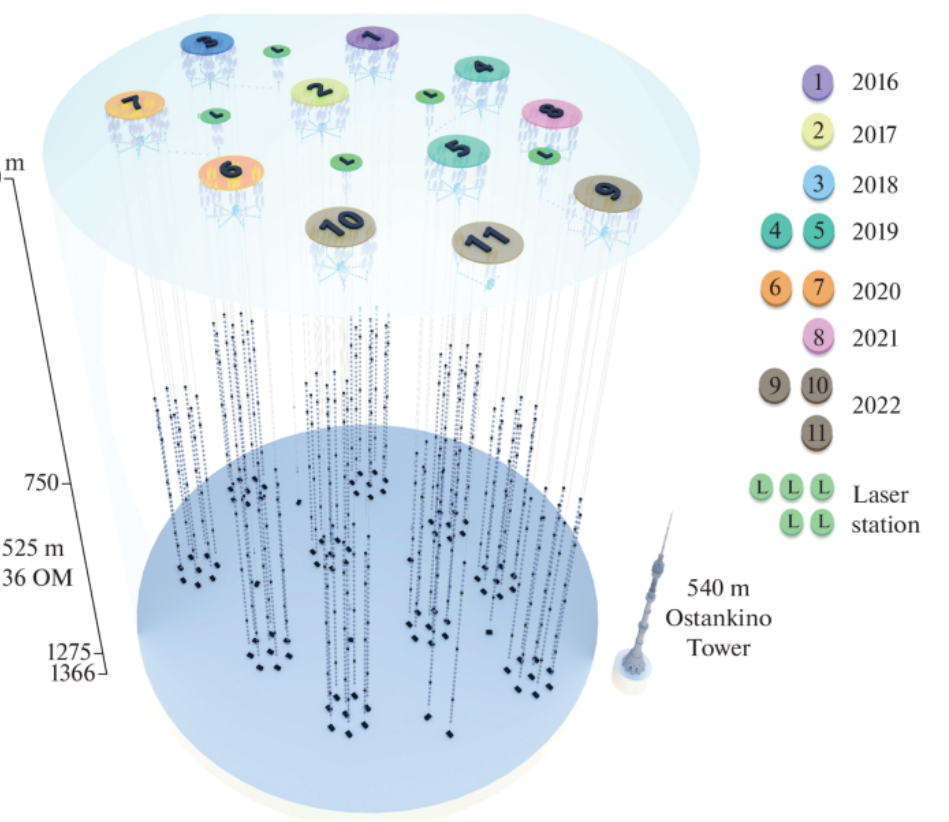 3
1
L
4
7
2
L
L
8
5
L
L
6
9
10
11
m
750
525 m
36 OM
1275
1366
540 m
Ostankino
Tower
1 2016
2 2017
3 2018
4 5 2019
6 7 2020
8 2021
9 10
2022
11
L L L
Laser
L L
station